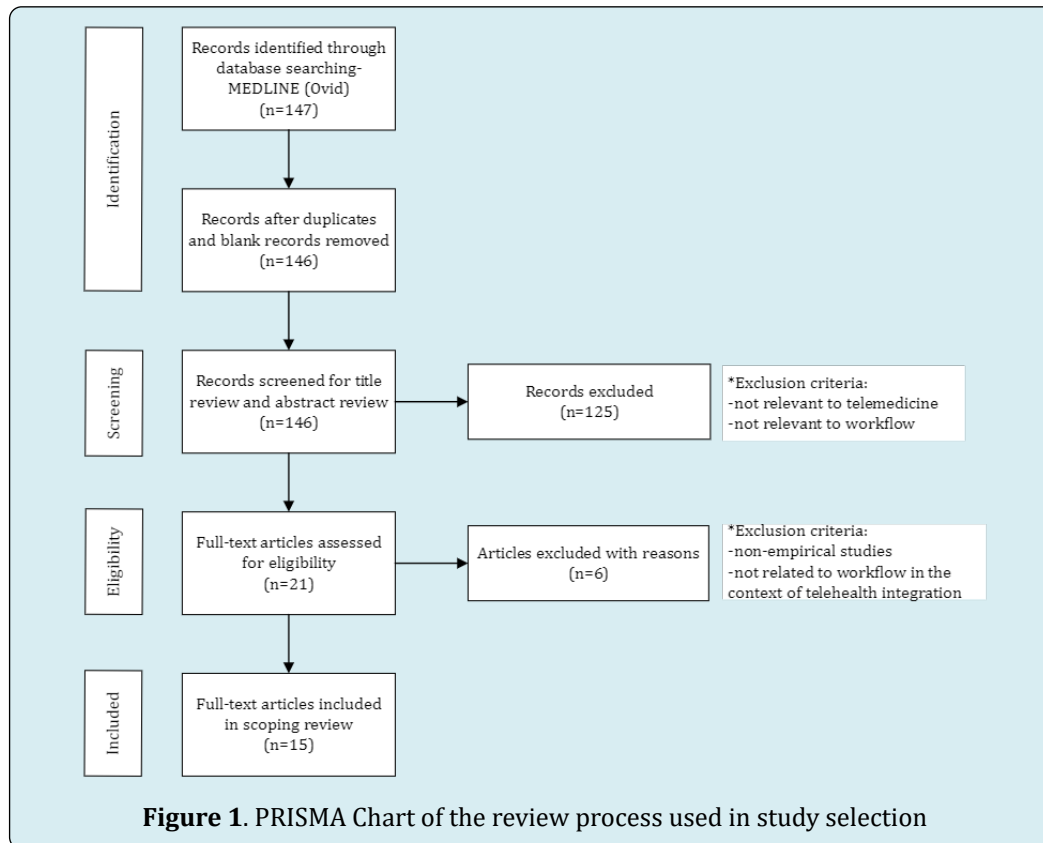 Identification
Records identified through
database searching-
MEDLINE (Ovid)
(n=147)
Records after duplicates
and blank records removed
(n=146)
Screening
Records screened for title
review and abstract review
(n=146)
Records excluded
(n=125)
*Exclusion criteria:
-not relevant to telemedicine
-not relevant to workflow
Eligibility
Full-text articles assessed
for eligibility
(n=21)
Articles excluded with reasons
(n=6)
*Exclusion criteria:
-non-empirical studies
-not related to workflow in the
context of telehealth integration
Included
Full-text articles included
in scoping review
(n=15)
Figure 1. PRISMA Chart of the review process used in study selection